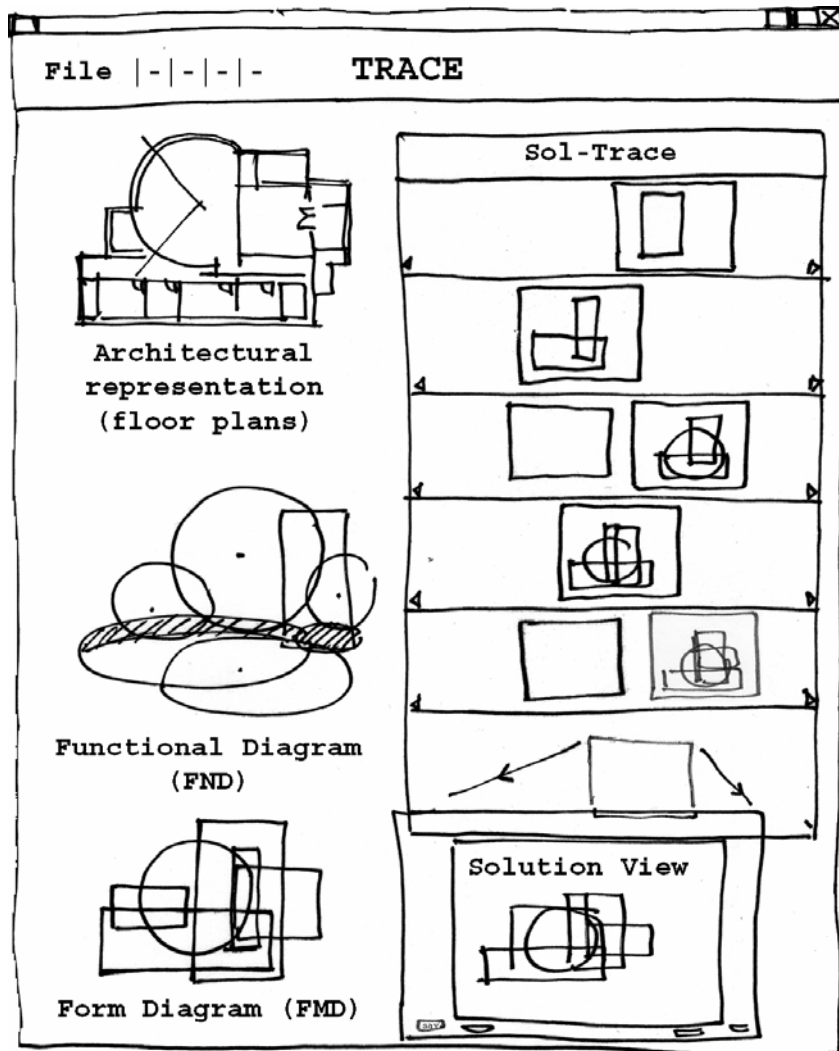 File |-|-|-|-
TRACE
Sol-Trace
Architectural
representation
(floor plans)
Functional Diagram
(FND)
Form Diagram (FMD)
Solution View